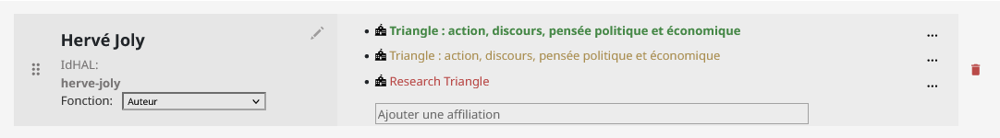 Hervé Joly
IdHAL:
herve-joly
Fonction: Auteur
Triangle : action, discours, pensée politique et économique
Triangle : action, discours, pensée politique et économique
Research Triangle
Ajouter une affiliation